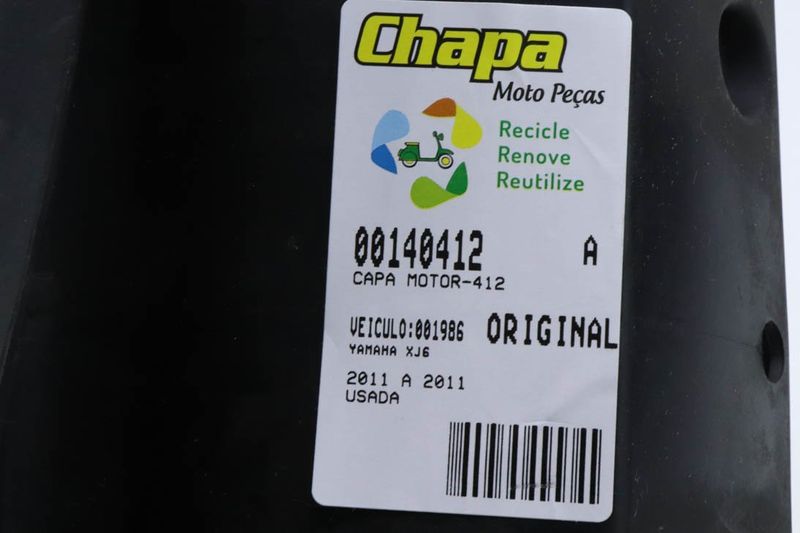 Chapa
Moto Peças
Recicle
Renove
Reutilize
00140412 A
CAPA MOTOR-412
VEICULO:001986 ORIGINAL
YAMAHA XJ6
2011 A 2011
USADA